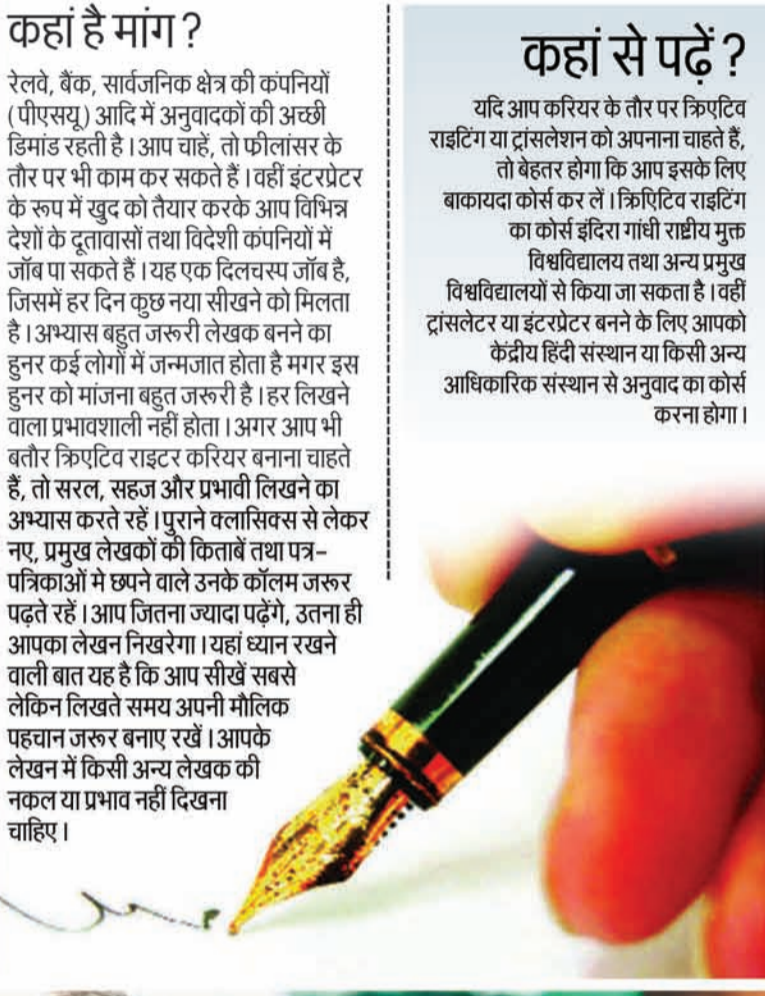 कहां है मांग?
रेलवे, बैंक, सार्वजनिक क्षेत्र की कंपनियों
(पीएसयू) आदि में अनुवादकों की अच्छी
डिमांड रहती है। आप चाहें, तो फ्रीलांसर के
तौर पर भी काम कर सकते हैं। वहीं इंटरप्रेटर
के रूप में खुद को तैयार करके आप विभिन्न
देशों के दूतावासों तथा विदेशी कंपनियों में
जॉब पा सकते हैं। यह एक दिलचस्प जॉब है,
जिसमें हर दिन कुछ नया सीखने को मिलता
है। अभ्यास बहुत जरूरी लेखक बनने का
हुनर कई लोगों में जन्मजात होता है मगर इस
हुनर को मांजना बहुत जरूरी है। हर लिखने
वाला प्रभावशाली नहीं होता। अगर आप भी
बतौर क्रिएटिव राइटर करियर बनाना चाहते
हैं, तो सरल, सहज और प्रभावी लिखने का
अभ्यास करते रहें। पुराने क्लासिक्स से लेकर
नए, प्रमुख लेखकों की किताबें तथा पत्र-
पत्रिकाओं मे छपने वाले उनके कॉलम जरूर
पढ़ते रहें। आप जितना ज्यादा पढ़ेंगे, उतना ही
आपका लेखन निखरेगा। यहां ध्यान रखने
वाली बात यह है कि आप सीखें सबसे
लेकिन लिखते समय अपनी मौलिक
पहचान जरूर बनाए रखें। आपके
लेखन में किसी अन्य लेखक की
नकल या प्रभाव नहीं दिखना
चाहिए।
कहां से पढ़ें?
यदि आप करियर के तौर पर क्रिएटिव
राइटिंग या ट्रांसलेशन को अपनाना चाहते हैं,
तो बेहतर होगा कि आप इसके लिए
बाकायदा कोर्स कर लें। क्रिएिटिव राइटिंग
का कोर्स इंदिरा गांधी राष्टीय मुक्त
विश्वविद्यालय तथा अन्य प्रमुख
विश्वविद्यालयों से किया जा सकता है। वहीं
ट्रांसलेटर या इंटरप्रेटर बनने के लिए आपको
केंद्रीय हिंदी संस्थान या किसी अन्य
आधिकारिक संस्थान से अनुवाद का कोर्स
करना होगा।